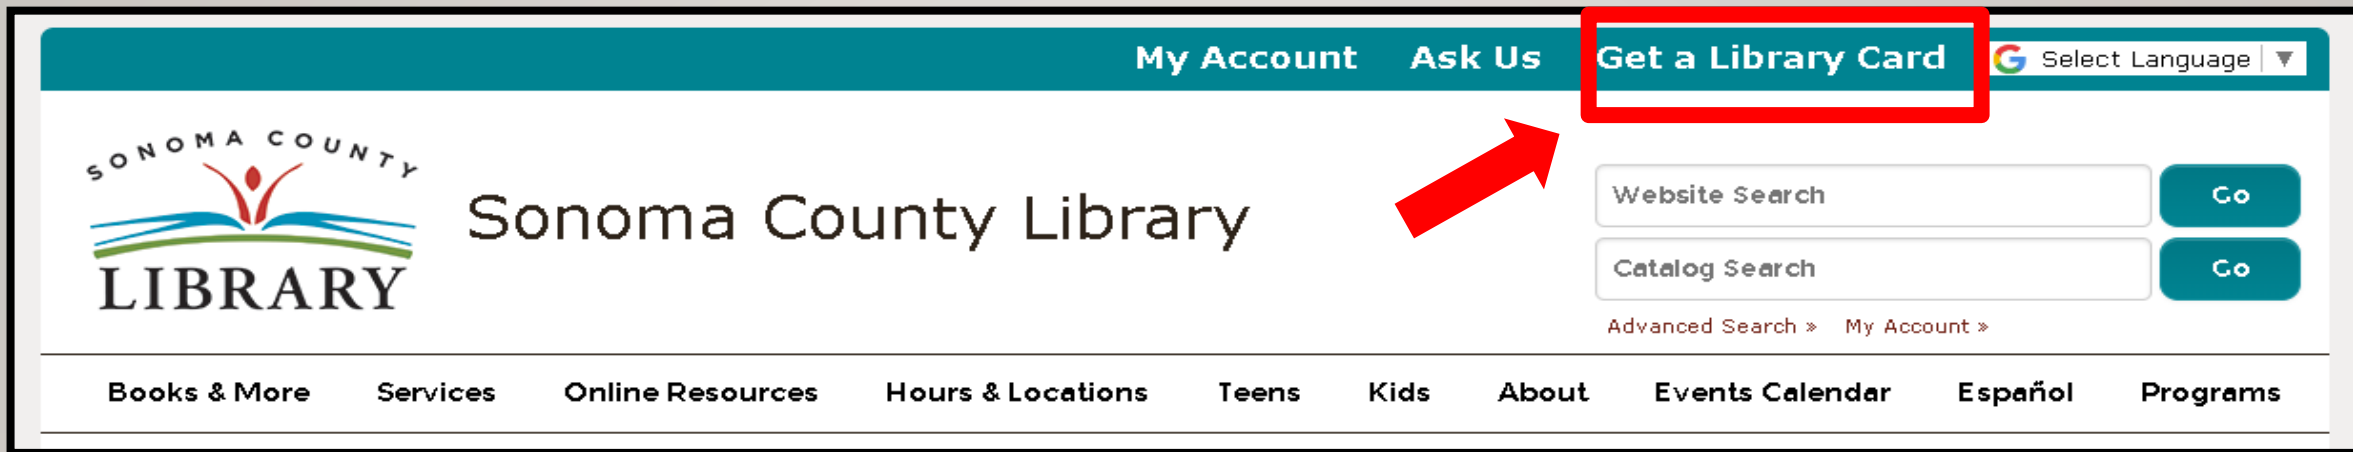 My Account Ask Us Get a Library Card Select Language ▼
SONOMA COUNTY
LIBRARY
Sonoma County Library
Website Search Go
Catalog Search Go
Advanced Search » My Account »
Books & More Services Online Resources Hours & Locations Teens Kids About Events Calendar Español Programs